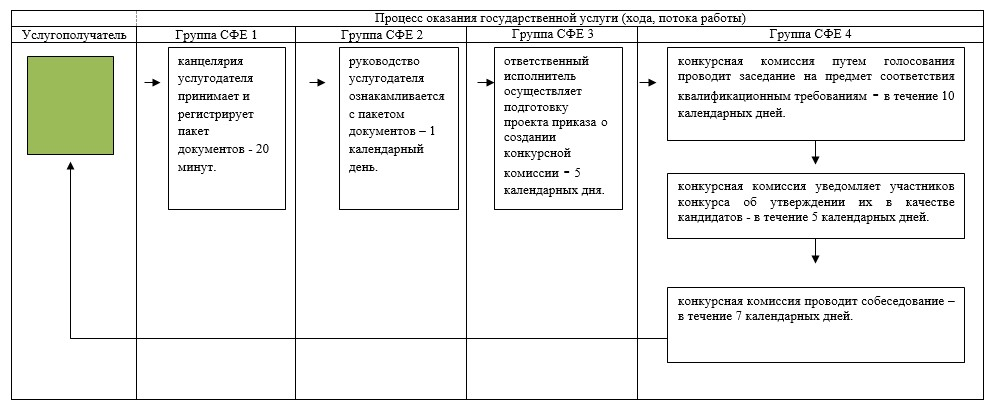 Процесс оказания государственной услуги (хода, потока работы)
Услугополучатель
Группа СФЕ 1
Группа СФЕ 2
Группа СФЕ 3
Группа СФЕ 4
канцелярия
услугодателя
принимает и
регистрирует
пакет
документов - 20
минут.
руководство
услугодателя
ознакамливается
с пакетом
документов – 1
календарный
день.
ответственный
исполнитель
осуществляет
подготовку
проекта приказа о
создании
конкурсной
комиссии - 5
календарных дня.
конкурсная комиссия путем голосования
проводит заседание на предмет соответствия
квалификационным требованиям - в течение 10
календарных дней.
конкурсная комиссия уведомляет участников
конкурса об утверждении их в качестве
кандидатов - в течение 5 календарных дней.
конкурсная комиссия проводит собеседование –
в течение 7 календарных дней.